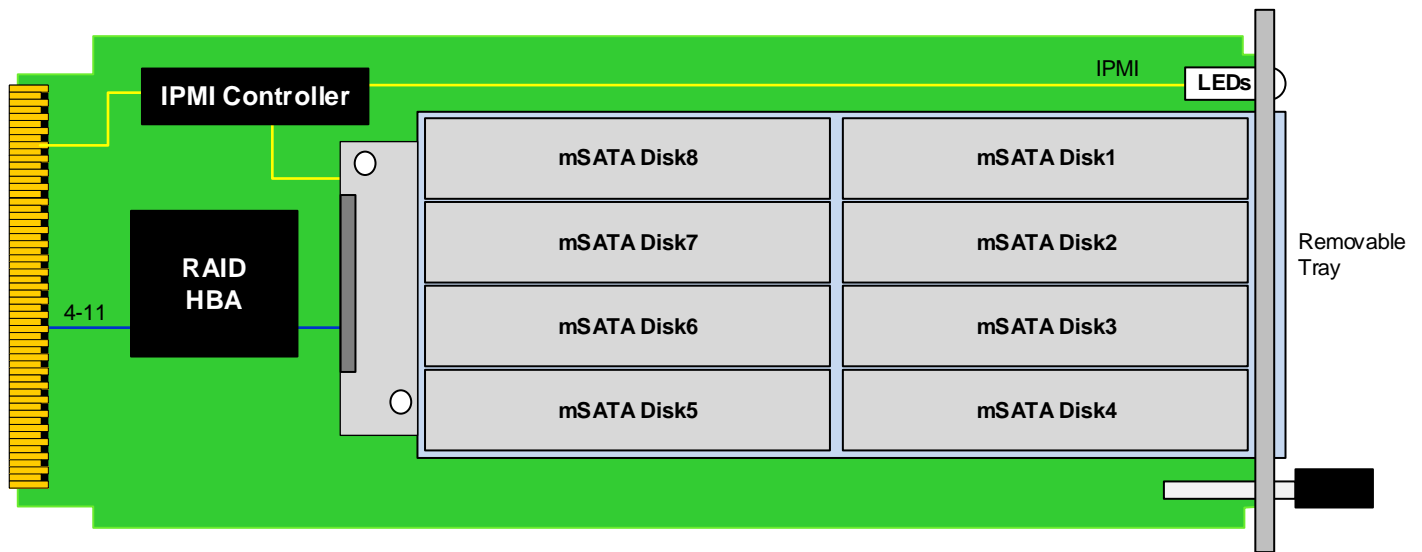 IPMI
LEDs
IPMI Controller
mSATA Disk8
mSATA Disk1
mSATA Disk7
mSATA Disk2
Removable
Tray
RAID
HBA
4-11
mSATA Disk6
mSATA Disk3
mSATA Disk5
mSATA Disk4